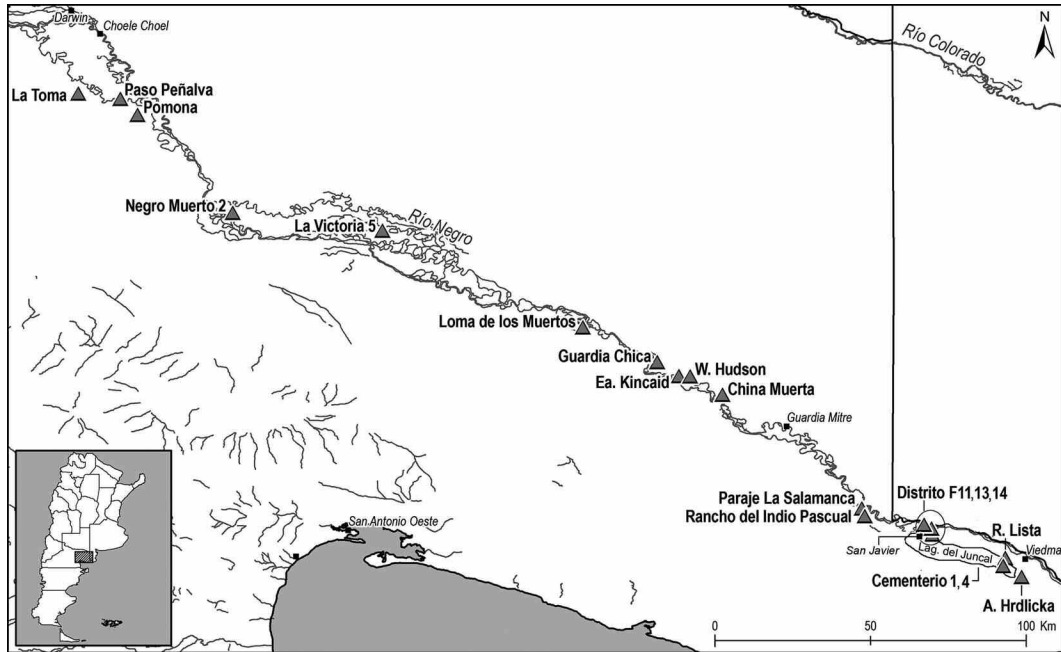 Darwin
Choele Choel
N
Río Colorado
La Toma
Paso Peñalva
Pomona
Negro Muerto 2
La Victoria 5
Río Negro
Loma de los Muertos
Guardia Chica
Ea. Kincaid
W. Hudson
China Muerta
Guardia Mitre
Paraje La Salamanca
Rancho del Indio Pascual
Distrito F11,13,14
San Antonio Oeste
R. Lista
San Javier
Lag. del Juncal
Viedma
Cementerio 1,4
A. Hrdlicka
0 50 100 Km